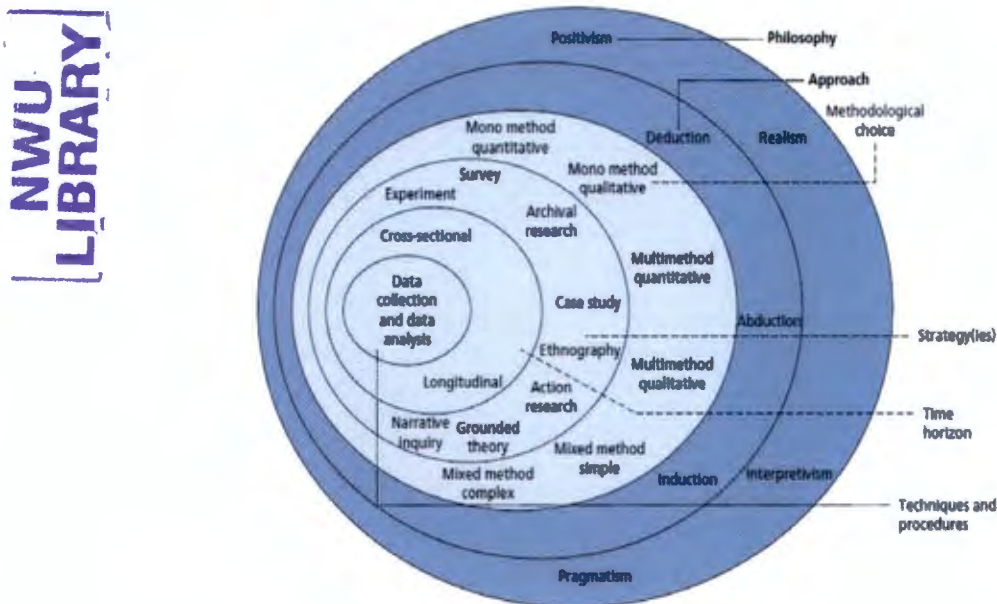 NWU
LIBRARY
Positivism
Philosophy
Approach
Methodological
choice
Mono method
quantitative
Deduction
Realism
Survey
Mono method
qualitative
Experiment
Archival
research
Cross-sectional
Multimethod
quantitative
Data
collection
and data
analysis
Case study
Abduction
Strategy(ies)
Ethnography
Multimethod
qualitative
Longitudinal
Action
research
Time
horizon
Narrative
inquiry
Grounded
theory
Mixed method
simple
Mixed method
complex
Induction
Interpretivism
Techniques and
procedures
Pragmatism